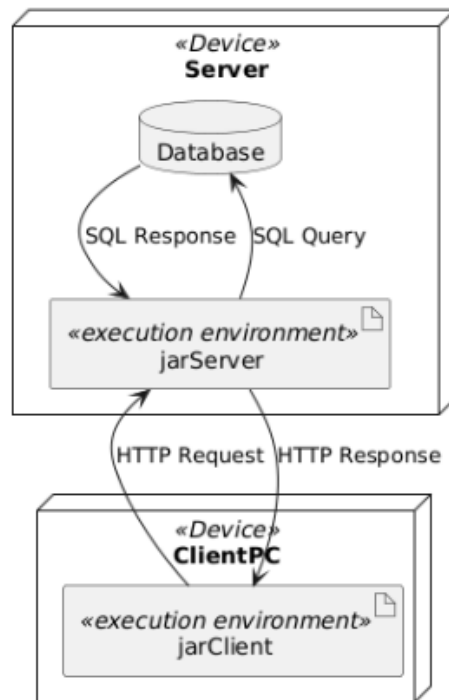 «Device»
Server
Database
SQL Response
SQL Query
«execution environment»
jarServer
HTTP Request
HTTP Response
«Device»
ClientPC
«execution environment»
jarClient